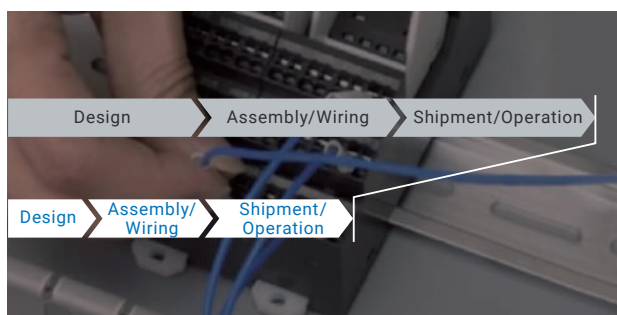 Design Assembly/Wiring Shipment/Operation
Design Assembly/ Shipment/
Wiring Operation